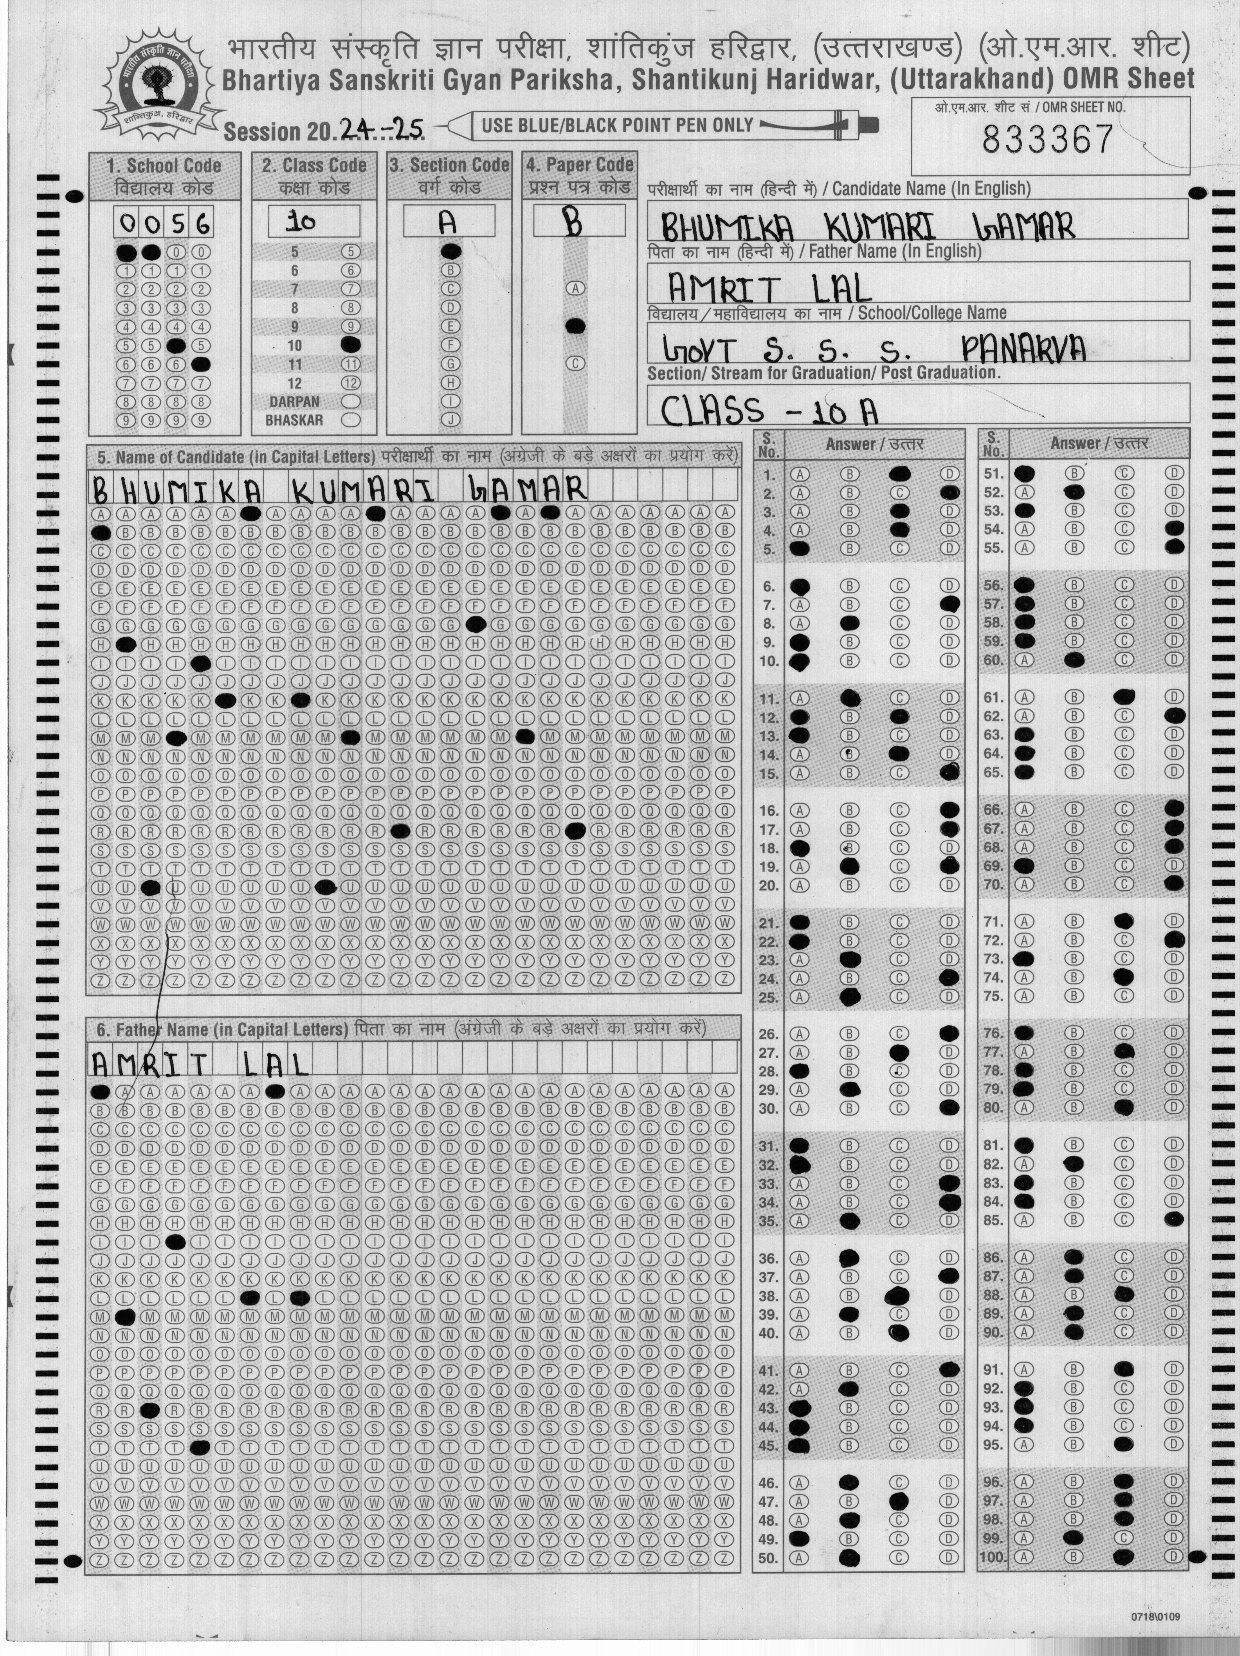 भारतीय संस्कृति ज्ञान परीक्षा, शांतिकुंज हरिद्वार, (उत्तराखण्ड) (ओ.एम.आर. शीट)
Bhartiya Sanskriti Gyan Pariksha, Shantikunj Haridwar, (Uttarakhand) OMR Sheet
Session 20.24-25 USE BLUE/BLACK POINT PEN ONLY
ओ.एम.आर. शीट सं / OMR SHEET NO.
833367
1. School Code
विद्यालय कोड
0056
2. Class Code
कक्षा कोड
10
5
6
7
8
9
10
11
12
DARPAN
BHASKAR
3. Section Code
वर्ग कोड
A
4. Paper Code
प्रश्न पत्र कोड
B
परीक्षार्थी का नाम (हिन्दी में) / Candidate Name (In English)
BHUMIKA KUMARI GAMAR
पिता का नाम (हिन्दी में) / Father Name (In English)
AMRIT LAL
विद्यालय/महाविद्यालय का नाम / School/College Name
GOVT S. S. S. PANARVA
Section/ Stream for Graduation/ Post Graduation.
CLASS - 10 A
5. Name of Candidate (in Capital Letters) परीक्षार्थी का नाम (अंग्रेजी के बड़े अक्षरों का प्रयोग करें)
BHUMIKA KUMARI GAMAR
6. Father Name (in Capital Letters) पिता का नाम (अंग्रेजी के बड़े अक्षरों का प्रयोग करें)
AMRIT LAL
S. No. Answer / उत्तर
S. No. Answer / उत्तर
0718\0109